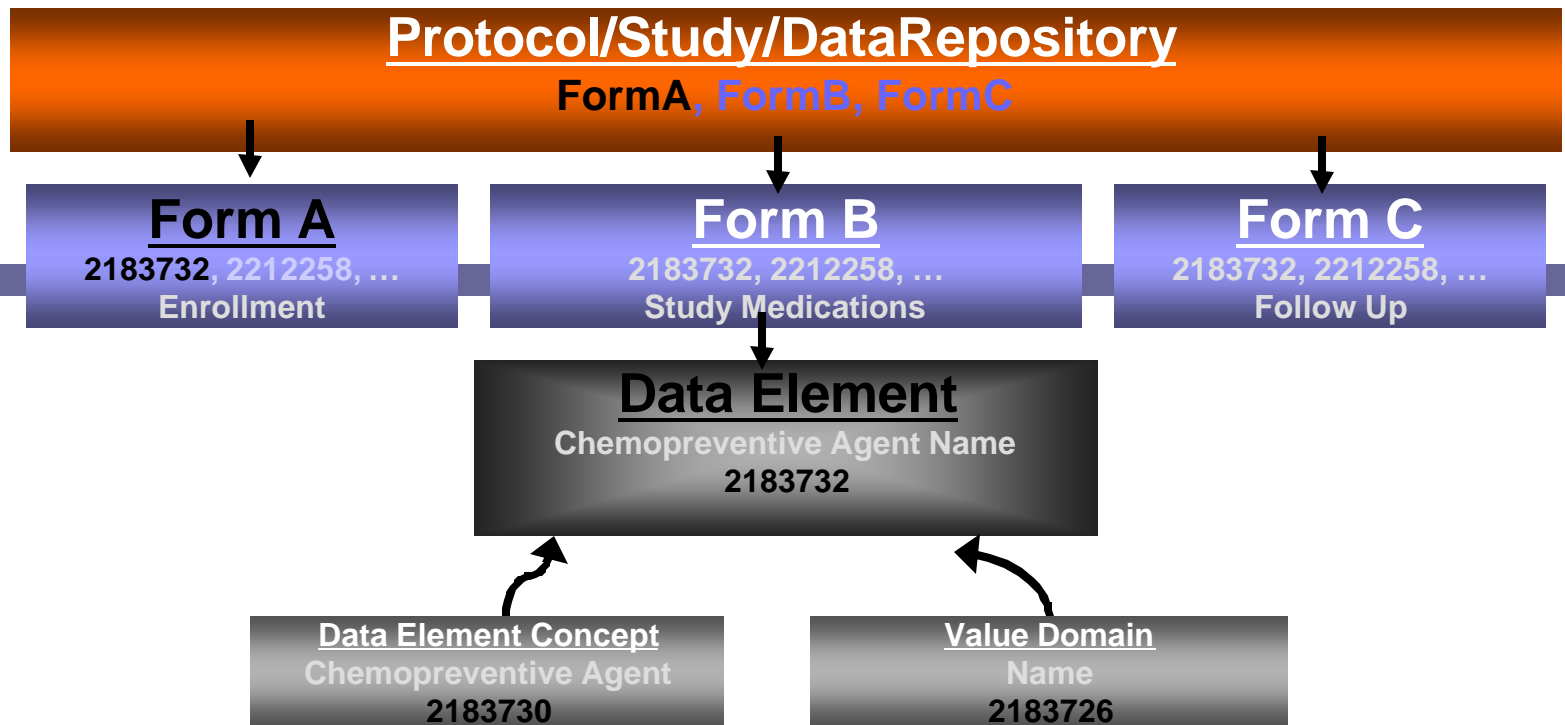 Protocol/Study/DataRepository
FormA, FormB, FormC
Form A
2183732, 2212258, …
Enrollment
Form B
2183732, 2212258, …
Study Medications
Form C
2183732, 2212258, …
Follow Up
Data Element
Chemopreventive Agent Name
2183732
Data Element Concept
Chemopreventive Agent
2183730
Value Domain
Name
2183726